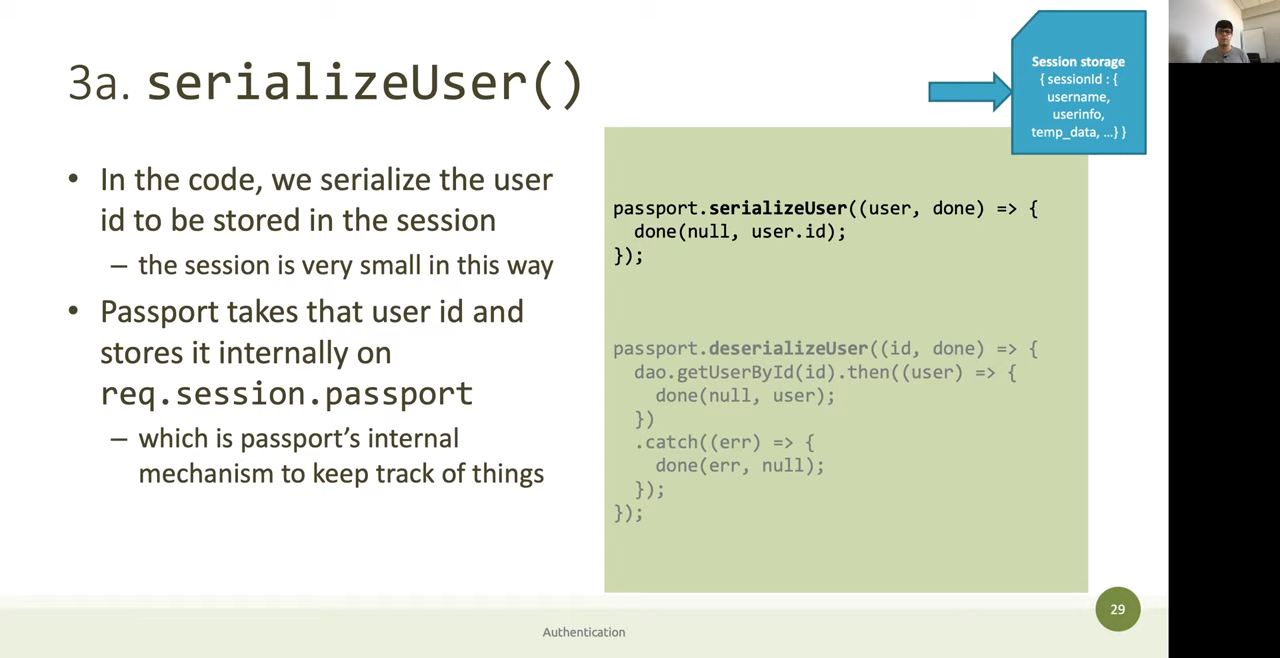 3a. serializeUser()
• In the code, we serialize the user
id to be stored in the session
– the session is very small in this way
• Passport takes that user id and
stores it internally on
req.session.passport
– which is passport's internal
mechanism to keep track of things
Session storage
{ sessionId : {
username,
userinfo,
temp_data, ...} }
passport.serializeUser((user, done) => {
done(null, user.id);
});
passport.deserializeUser((id, done) => {
dao.getUserById(id).then((user) => {
done(null, user);
})
.catch((err) => {
done(err, null);
});
});
Authentication
29